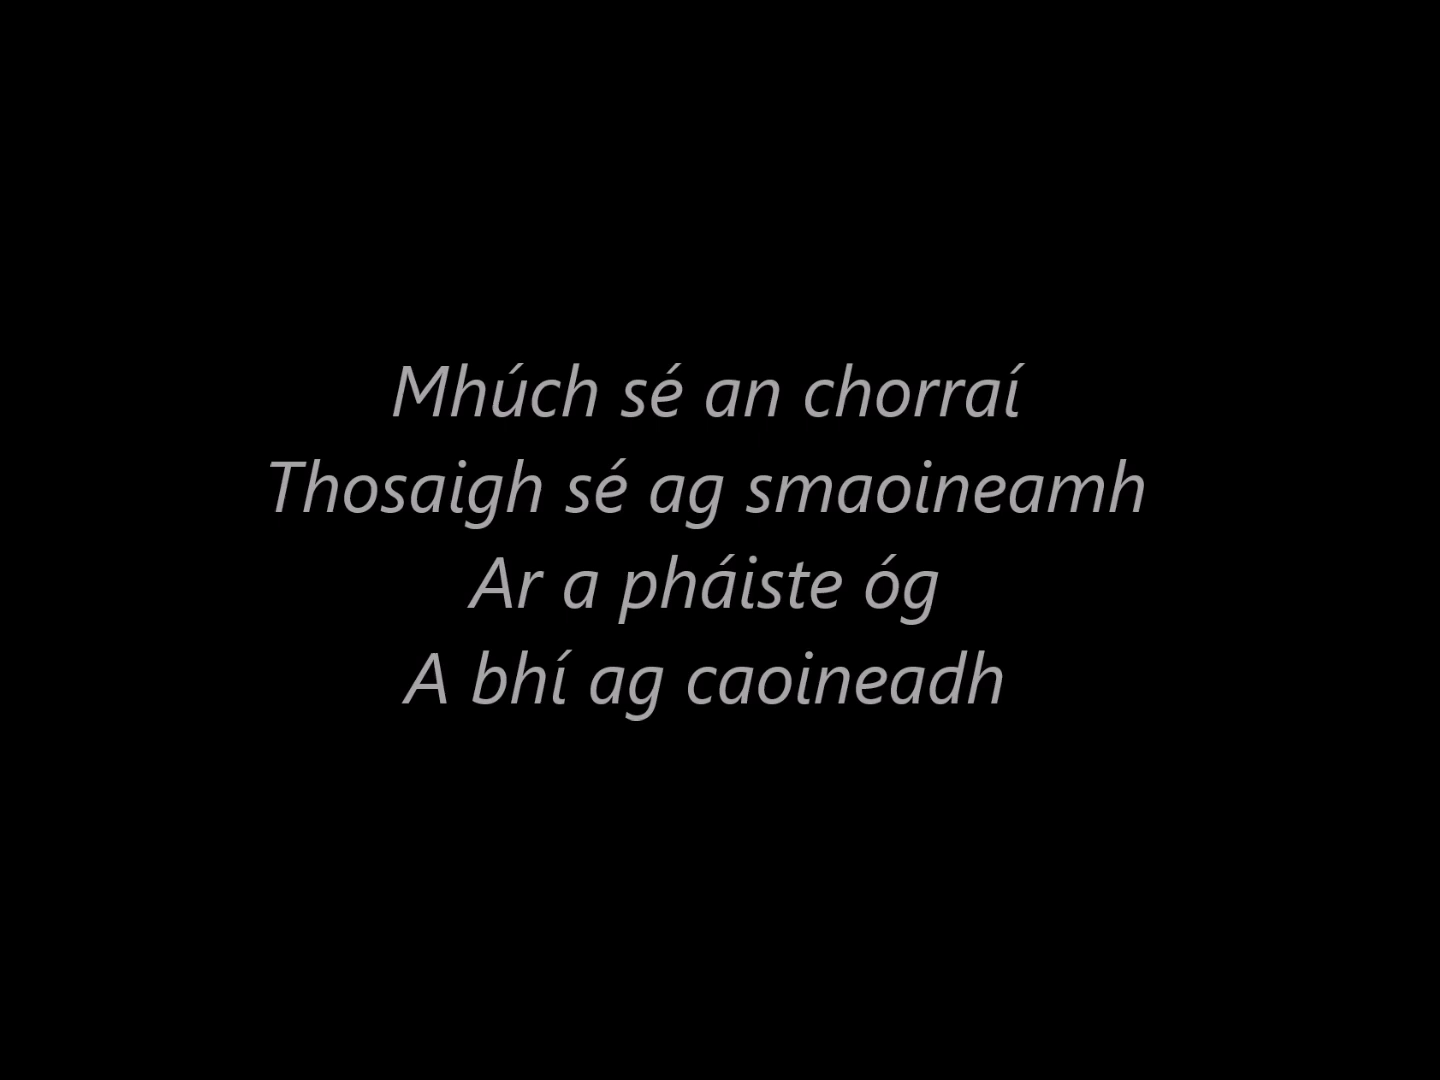 Mhúch sé an chorraí
Thosaigh sé ag smaoineamh
Ar a pháiste óg
A bhí ag caoineadh